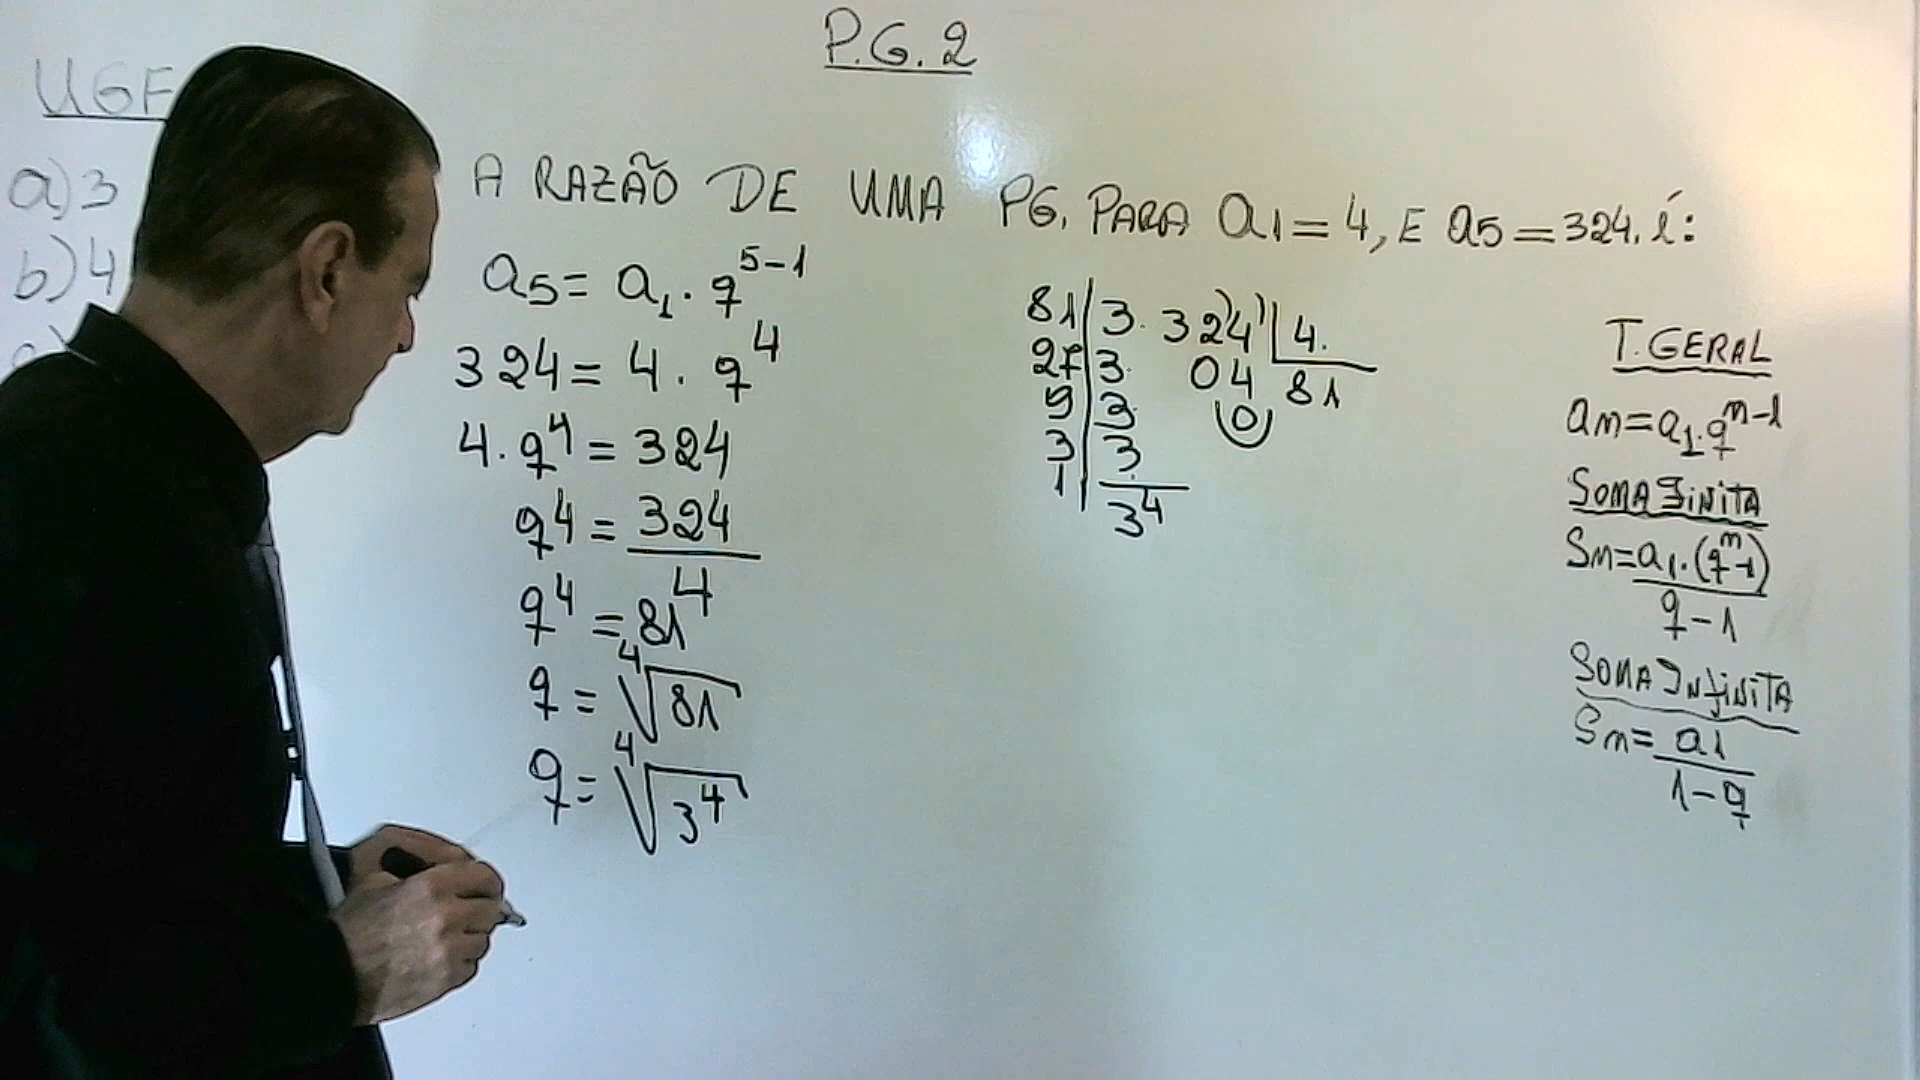 P.G.2
UGF
a)3
b)4
A RAZÃO DE UMA PG. PARA a1=4, E a5=324. é:
a5= a1. q^5-1
324= 4. q^4
4. q^4 = 324
q^4 = 324/4
q^4 = 81
q = ⁴√81
q = ⁴√3^4
81|3.
27|3.
9|3.
3|3.
1|
3^4
324|4.
04 81
0
T.GERAL
an=a1.q^n-1
SOMA FINITA
Sn=a1.(q^n-1)/q-1
SOMA INFINITA
Sn=a1/1-q